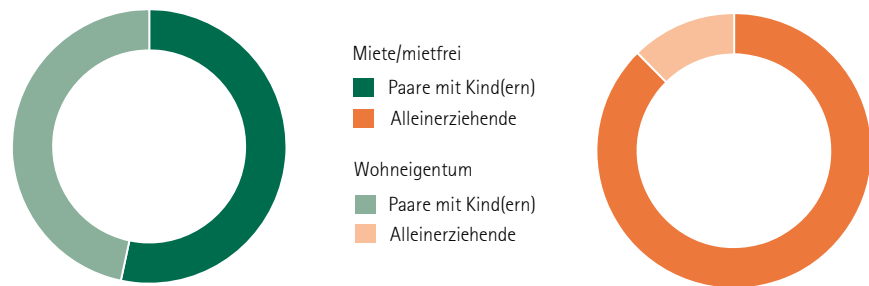 Miete/mietfrei
Paare mit Kind(ern)
Alleinerziehende
Wohneigentum
Paare mit Kind(ern)
Alleinerziehende